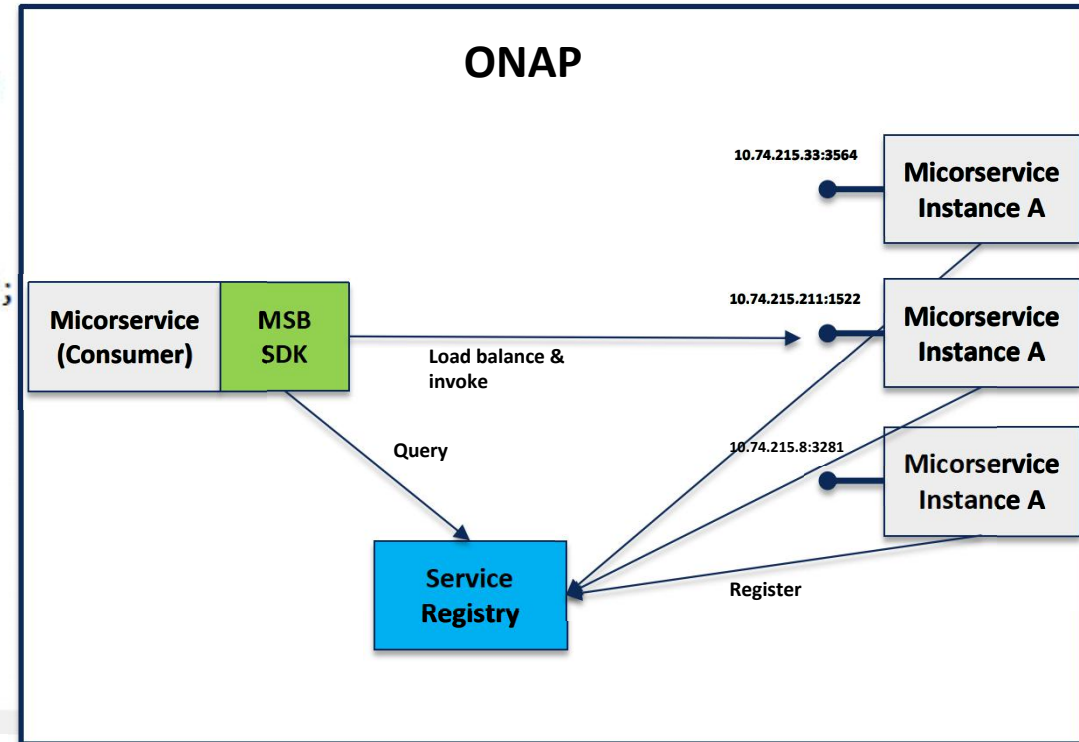 ONAP
10.74.215.33:3564
Micorservice
Instance A
;
Micorservice
(Consumer)
MSB
SDK
Load balance &
invoke
10.74.215.211:1522
Micorservice
Instance A
Query
10.74.215.8:3281
Micorservice
Instance A
Service
Registry
Register